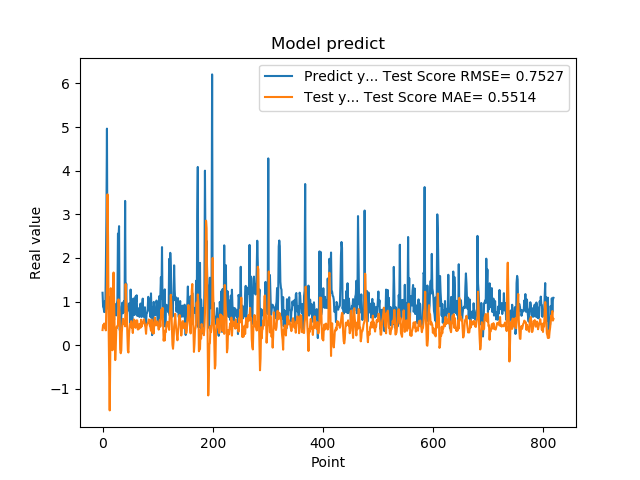 Model predict
Predict y... Test Score RMSE= 0.7527
Test y... Test Score MAE= 0.5514
Real value
6
5
4
3
2
1
0
−1
0 200 400 600 800
Point